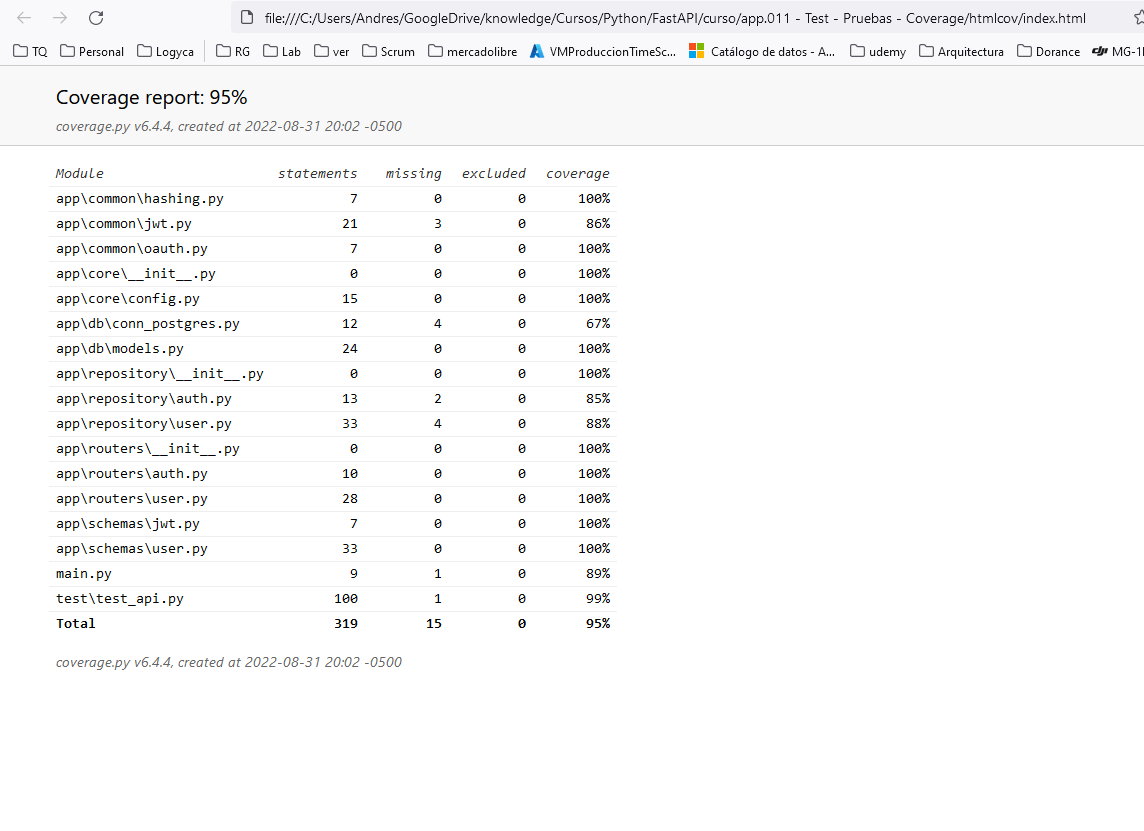 file:///C:/Users/Andres/GoogleDrive/knowledge/Cursos/Python/FastAPI/curso/app.011 - Test - Pruebas - Coverage/htmlcov/index.html
TQ Personal Logyca RG Lab ver Scrum mercadolibre VMProduccionTimeSc... Catálogo de datos - A... udemy Arquitectura Dorance dji MG-1
Coverage report: 95%
coverage.py v6.4.4, created at 2022-08-31 20:02 -0500
Module statements missing excluded coverage
app\common\hashing.py 7 0 0 100%
app\common\jwt.py 21 3 0 86%
app\common\oauth.py 7 0 0 100%
app\core\__init__.py 0 0 0 100%
app\core\config.py 15 0 0 100%
app\db\conn_postgres.py 12 4 0 67%
app\db\models.py 24 0 0 100%
app\repository\__init__.py 0 0 0 100%
app\repository\auth.py 13 2 0 85%
app\repository\user.py 33 4 0 88%
app\routers\__init__.py 0 0 0 100%
app\routers\auth.py 10 0 0 100%
app\routers\user.py 28 0 0 100%
app\schemas\jwt.py 7 0 0 100%
app\schemas\user.py 33 0 0 100%
main.py 9 1 0 89%
test\test_api.py 100 1 0 99%
Total 319 15 0 95%
coverage.py v6.4.4, created at 2022-08-31 20:02 -0500